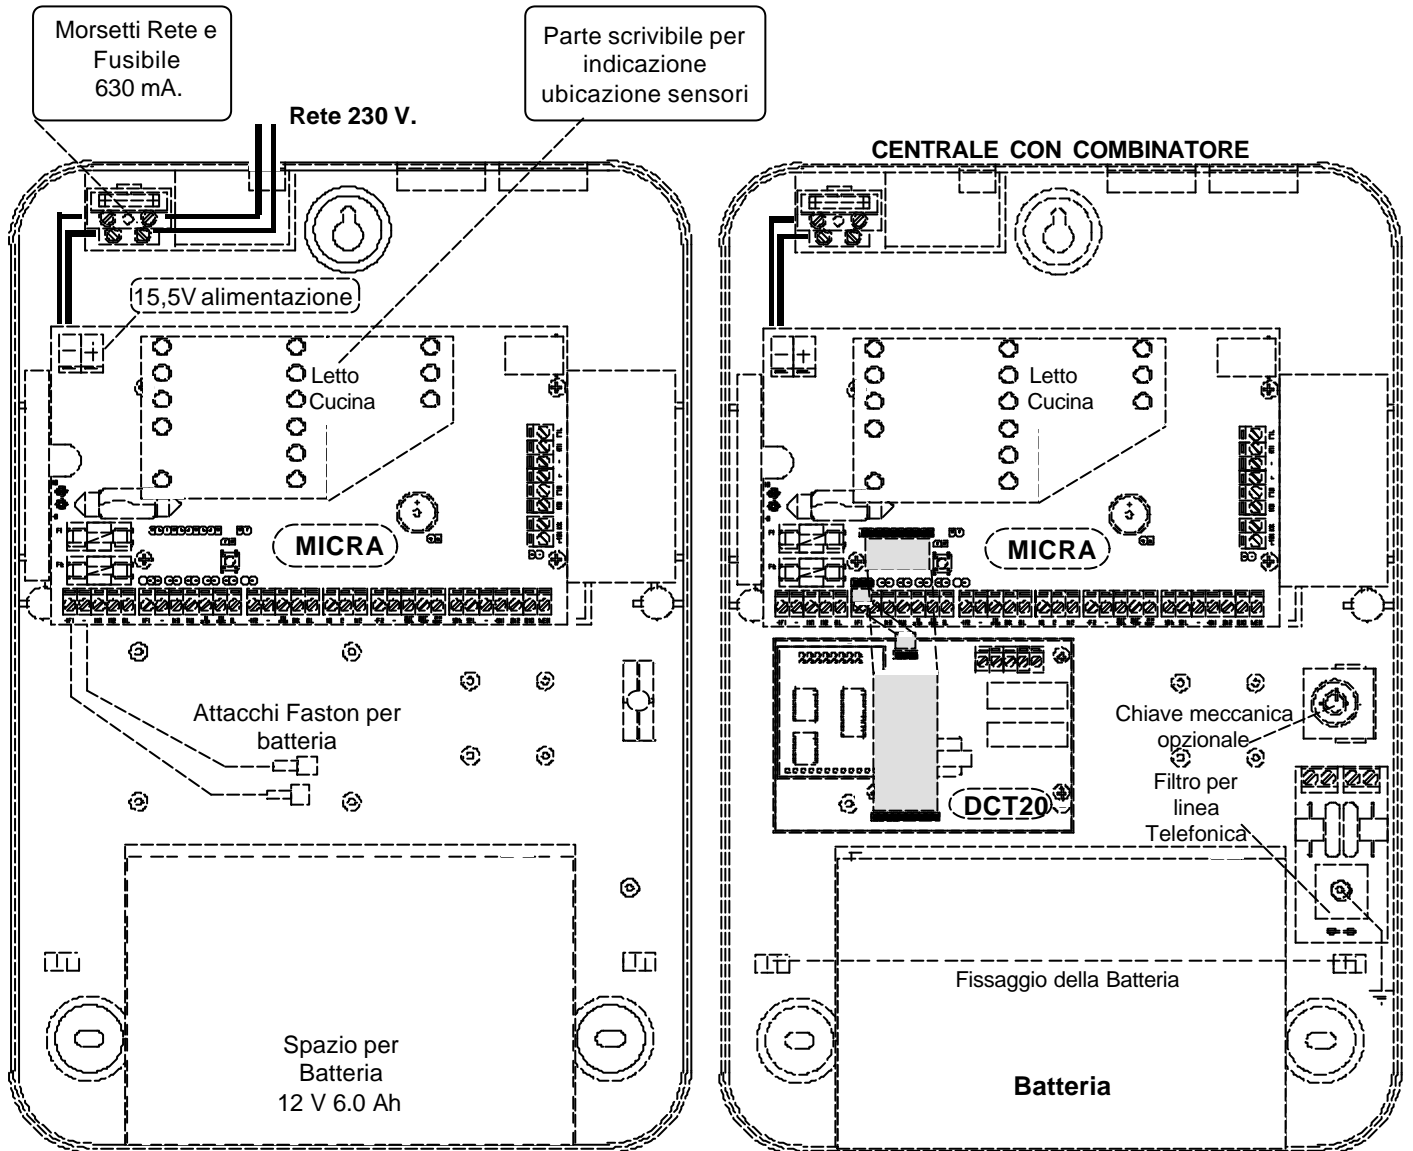 Morsetti Rete e
Fusibile
630 mA.
Parte scrivibile per
indicazione
ubicazione sensori
Rete 230 V.
CENTRALE CON COMBINATORE
15,5V alimentazione
- +
Letto
Cucina
MICRA
Attacchi Faston per
batteria
Spazio per
Batteria
12 V 6.0 Ah
- +
Letto
Cucina
MICRA
DCT20
Chiave meccanica
opzionale
Filtro per
linea
Telefonica
Fissaggio della Batteria
Batteria